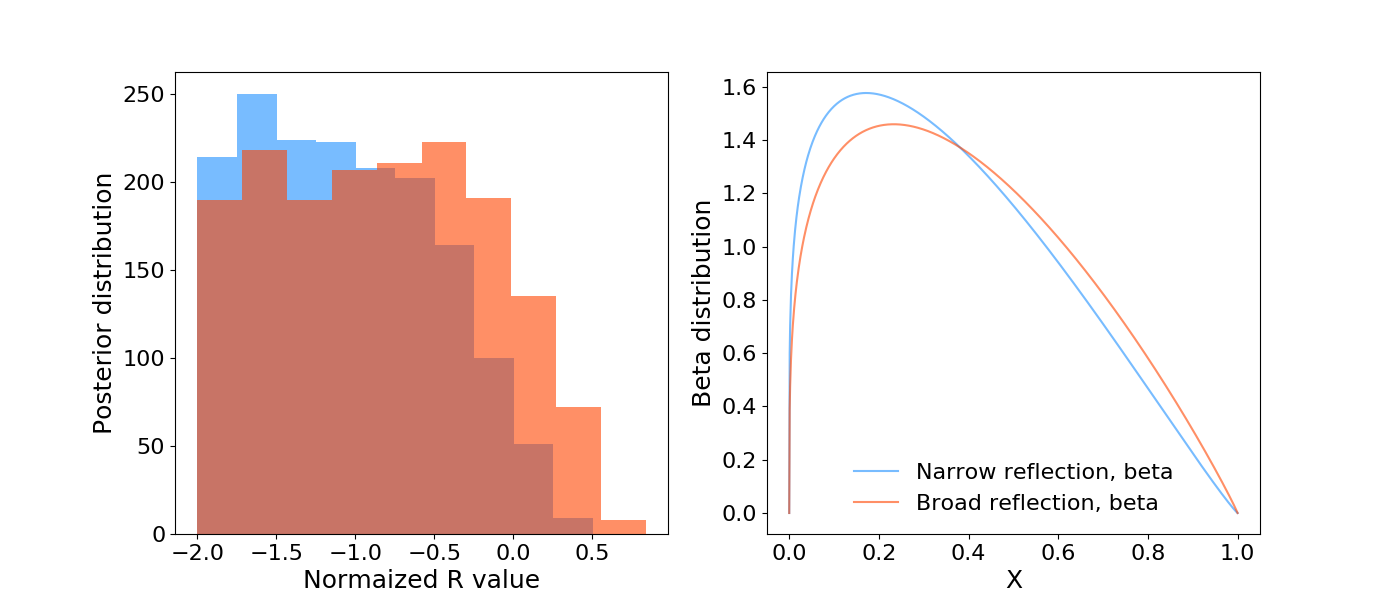 Posterior distribution
250
200
150
100
50
0
−2.0 −1.5 −1.0 −0.5 0.0 0.5
Normaized R value
Beta distribution
1.6
1.4
1.2
1.0
0.8
0.6
0.4
0.2
0.0
Narrow reflection, beta
Broad reflection, beta
0.0 0.2 0.4 0.6 0.8 1.0
X